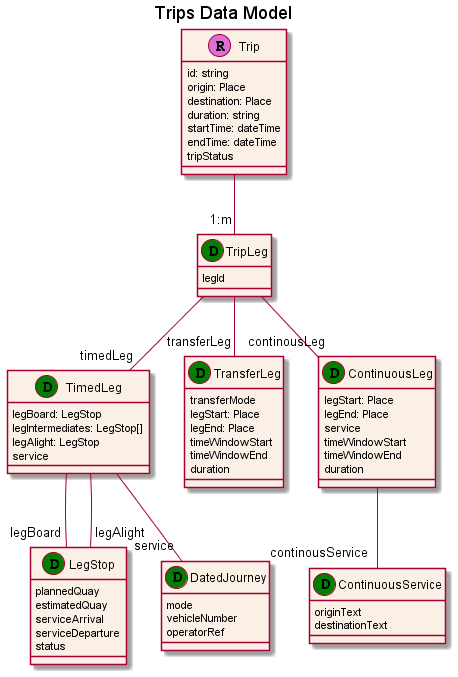 Trips Data Model
R Trip
id: string
origin: Place
destination: Place
duration: string
startTime: dateTime
endTime: dateTime
tripStatus
1:m
D TripLeg
legId
timedLeg
transferLeg
continousLeg
D TimedLeg
legBoard: LegStop
legIntermediates: LegStop[]
legAlight: LegStop
service
D TransferLeg
transferMode
legStart: Place
legEnd: Place
timeWindowStart
timeWindowEnd
duration
D ContinuousLeg
legStart: Place
legEnd: Place
service
timeWindowStart
timeWindowEnd
duration
legBoard
legAlight
service
continousService
D LegStop
plannedQuay
estimatedQuay
serviceArrival
serviceDeparture
status
D DatedJourney
mode
vehicleNumber
operatorRef
D ContinuousService
originText
destinationText